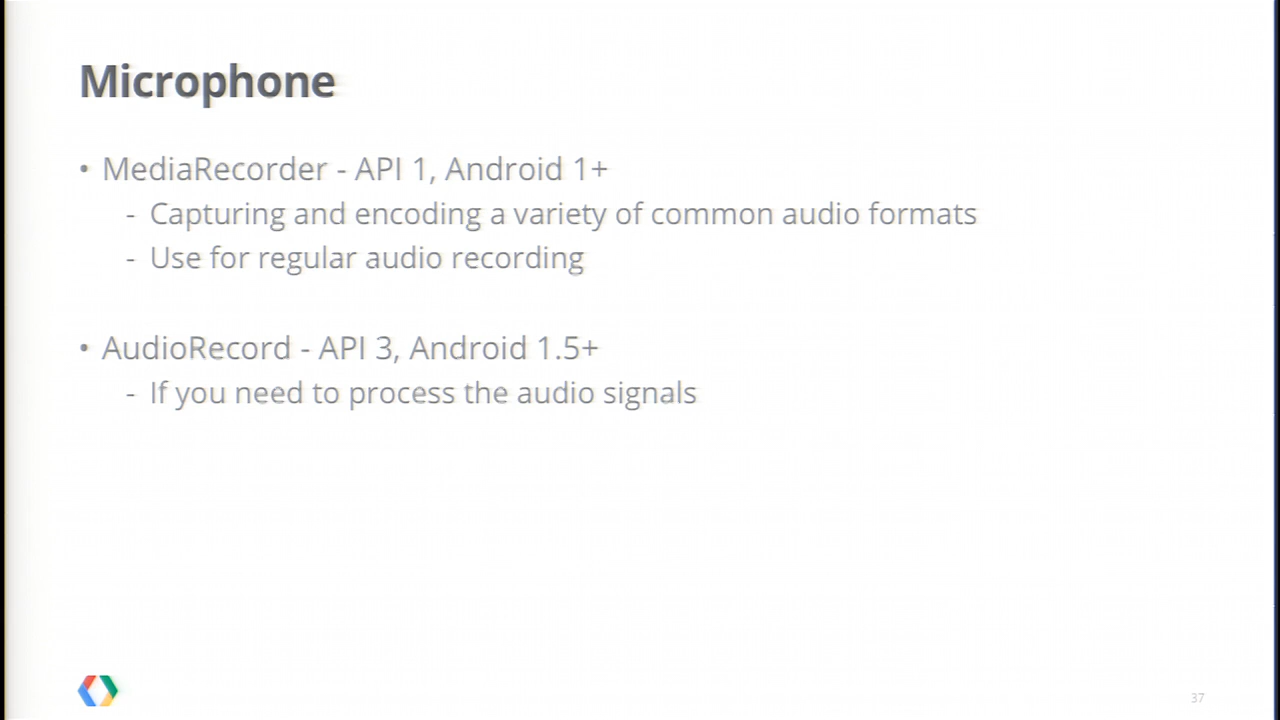 Microphone
• MediaRecorder - API 1, Android 1+
- Capturing and encoding a variety of common audio formats
- Use for regular audio recording
• AudioRecord - API 3, Android 1.5+
- If you need to process the audio signals
37